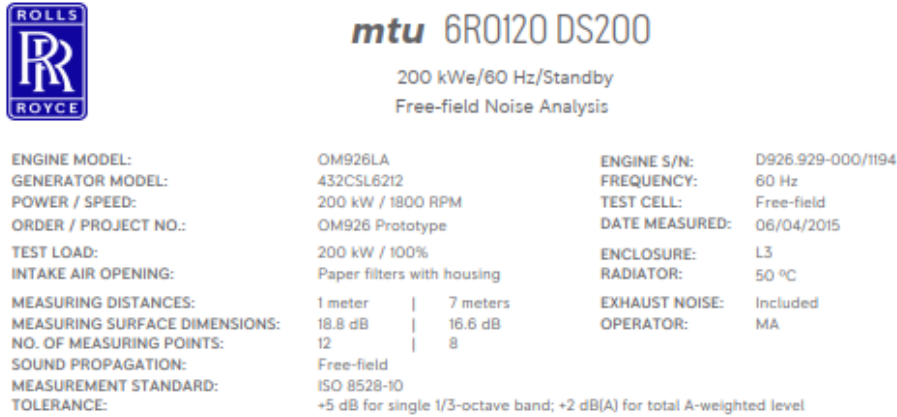 ROLLS
RR
ROYCE
mtu 6R0120 DS200
200 kWe/60 Hz/Standby
Free-field Noise Analysis
ENGINE MODEL: OM926LA ENGINE S/N: D926.929-000/1194
GENERATOR MODEL: 432CSL6212 FREQUENCY: 60 Hz
POWER / SPEED: 200 kW / 1800 RPM TEST CELL: Free-field
ORDER / PROJECT NO.: OM926 Prototype DATE MEASURED: 06/04/2015
TEST LOAD: 200 kW / 100% ENCLOSURE: L3
INTAKE AIR OPENING: Paper filters with housing RADIATOR: 50 ºC
MEASURING DISTANCES: 1 meter | 7 meters EXHAUST NOISE: Included
MEASURING SURFACE DIMENSIONS: 18.8 dB | 16.6 dB OPERATOR: MA
NO. OF MEASURING POINTS: 12 | 8
SOUND PROPAGATION: Free-field
MEASUREMENT STANDARD: ISO 8528-10
TOLERANCE: +5 dB for single 1/3-octave band; +2 dB(A) for total A-weighted level